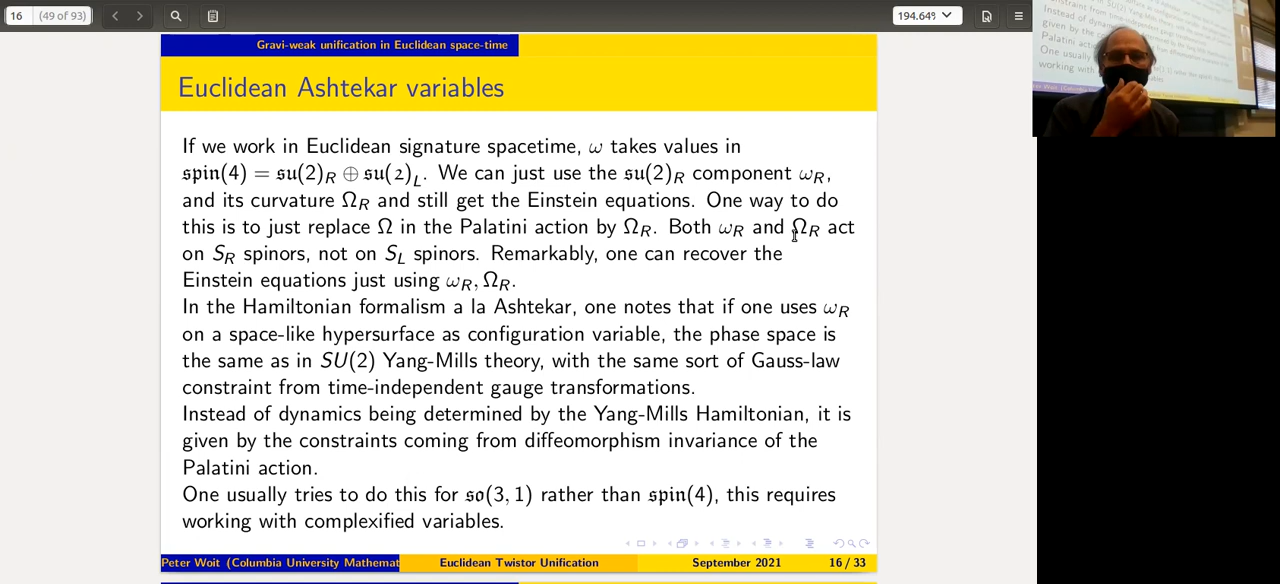 16 (49 of 93)
194.64%
Gravi-weak unification in Euclidean space-time
Euclidean Ashtekar variables
If we work in Euclidean signature spacetime, ω takes values in
𝔰𝔭𝔦𝔫(4) = 𝔰𝔲(2)_R ⊕ 𝔰𝔲(2)_L. We can just use the 𝔰𝔲(2)_R component ω_R,
and its curvature Ω_R and still get the Einstein equations. One way to do
this is to just replace Ω in the Palatini action by Ω_R. Both ω_R and Ω_R act
on S_R spinors, not on S_L spinors. Remarkably, one can recover the
Einstein equations just using ω_R, Ω_R.
In the Hamiltonian formalism a la Ashtekar, one notes that if one uses ω_R
on a space-like hypersurface as configuration variable, the phase space is
the same as in SU(2) Yang-Mills theory, with the same sort of Gauss-law
constraint from time-independent gauge transformations.
Instead of dynamics being determined by the Yang-Mills Hamiltonian, it is
given by the constraints coming from diffeomorphism invariance of the
Palatini action.
One usually tries to do this for 𝔰𝔬(3, 1) rather than 𝔰𝔭𝔦𝔫(4), this requires
working with complexified variables.
Peter Woit (Columbia University Mathemat
Euclidean Twistor Unification
September 2021
16 / 33